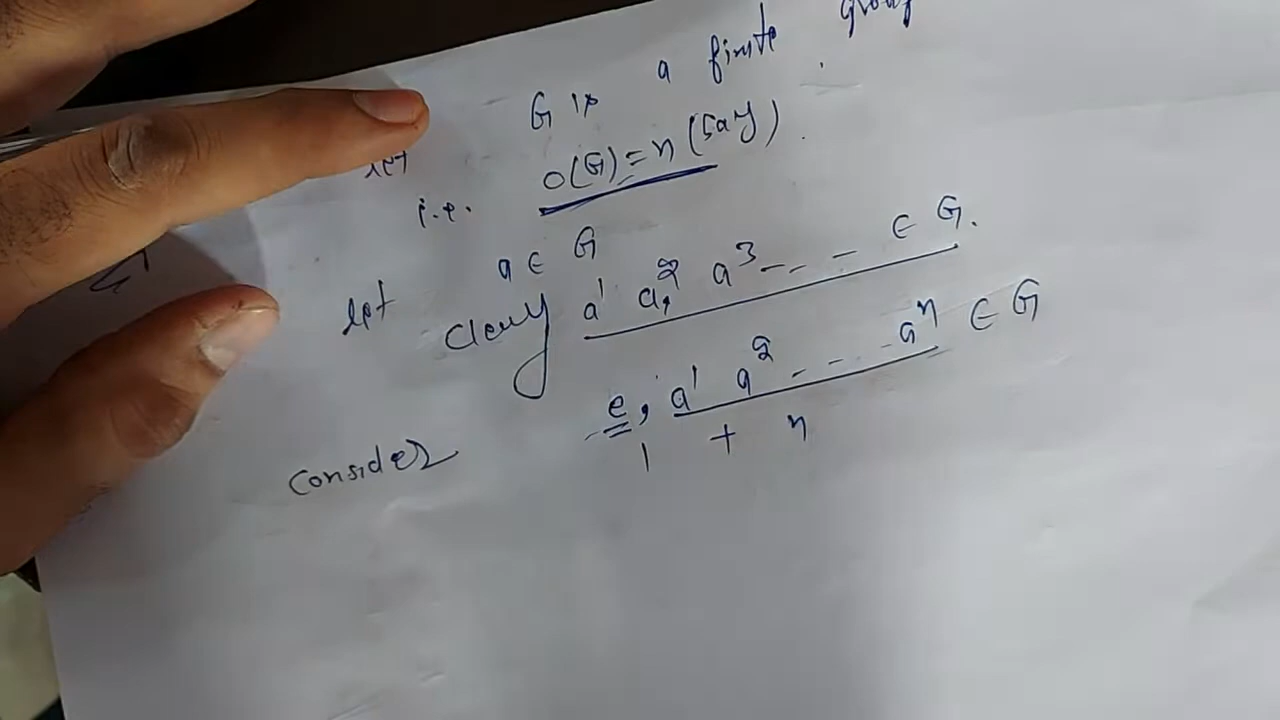 let G is a finite group.
i.e. o(G) = n (say).
let a ∈ G
Clearly a¹ a², a³ - - - - ∈ G.
Consider e, a¹ a² - - - - aⁿ ∈ G
1 + n